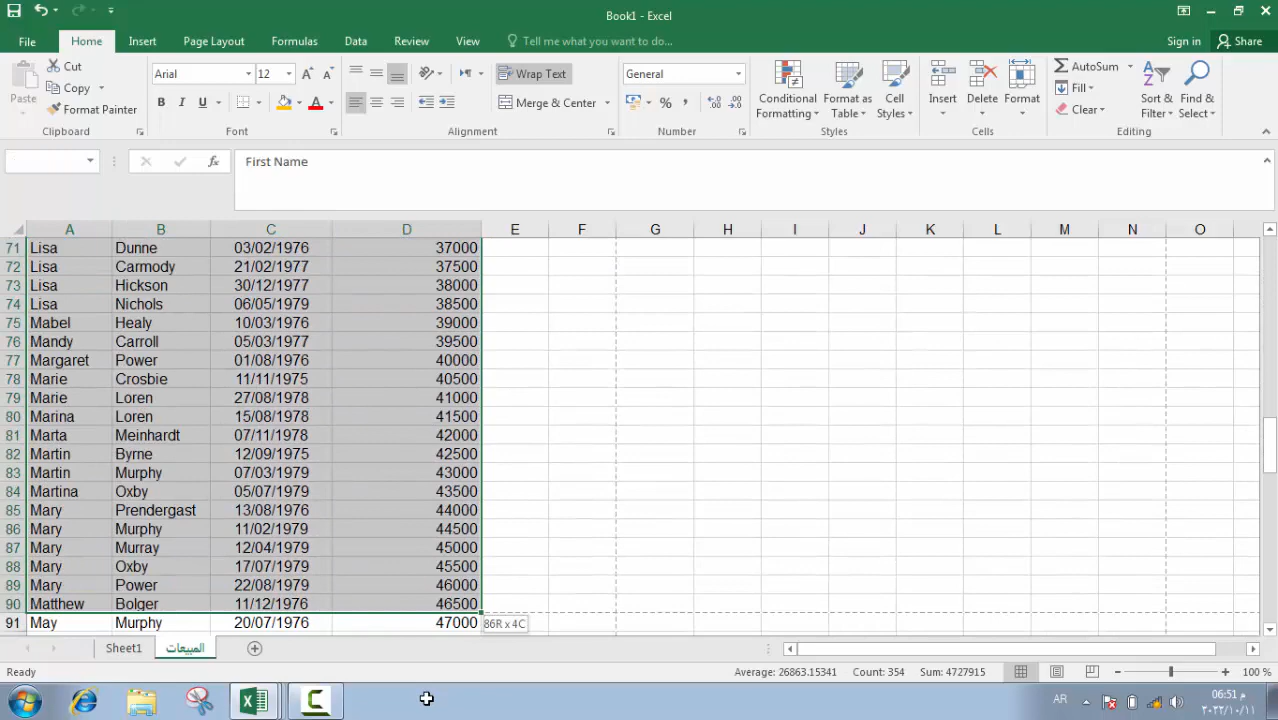 Book1 - Excel
File Home Insert Page Layout Formulas Data Review View Tell me what you want to do... Sign in Share
Cut
Copy
Format Painter
Paste
Clipboard
Arial 12
B I U
Font
Wrap Text
Merge & Center
Alignment
General
Number
Conditional Formatting
Format as Table
Cell Styles
Styles
Insert Delete Format
Cells
AutoSum
Fill
Clear
Sort & Filter
Find & Select
Editing
First Name
A B C D E F G H I J K L M N O
71 Lisa Dunne 03/02/1976 37000
72 Lisa Carmody 21/02/1977 37500
73 Lisa Hickson 30/12/1977 38000
74 Lisa Nichols 06/05/1979 38500
75 Mabel Healy 10/03/1976 39000
76 Mandy Carroll 05/03/1977 39500
77 Margaret Power 01/08/1976 40000
78 Marie Crosbie 11/11/1975 40500
79 Marie Loren 27/08/1978 41000
80 Marina Loren 15/08/1978 41500
81 Marta Meinhardt 07/11/1978 42000
82 Martin Byrne 12/09/1975 42500
83 Martin Murphy 07/03/1979 43000
84 Martina Oxby 05/07/1979 43500
85 Mary Prendergast 13/08/1976 44000
86 Mary Murphy 11/02/1979 44500
87 Mary Murray 12/04/1979 45000
88 Mary Oxby 17/07/1979 45500
89 Mary Power 22/08/1979 46000
90 Matthew Bolger 11/12/1976 46500
91 May Murphy 20/07/1976 47000
86R x 4C
Sheet1 المبيعات
Ready Average: 26863.15341 Count: 354 Sum: 4727915 100 %
AR
06:51 م
٢٠٢٢/١٠/١١